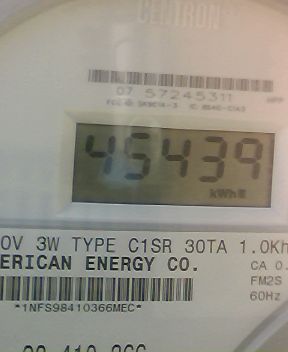 CENTRON
07 57245311
45439
kWh
0V 3W TYPE C1SR 30TA 1.0Kh
ERICAN ENERGY CO.
CA 0.
FM2S
60Hz
*1NFS98410366MEC*